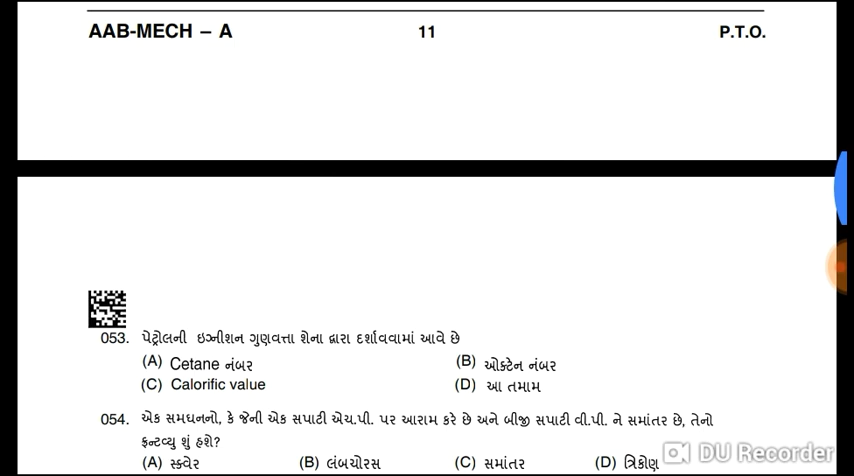 AAB-MECH – A 11 P.T.O.
053. પેટ્રોલની ઇગ્નીશન ગુણવત્તા શેના દ્વારા દર્શાવવામાં આવે છે
(A) Cetane નંબર (B) ઓક્ટેન નંબર
(C) Calorific value (D) આ તમામ
054. એક સમઘનનો, કે જેની એક સપાટી એચ.પી. પર આરામ કરે છે અને બીજી સપાટી વી.પી. ને સમાંતર છે, તેનો
ફ્રન્ટવ્યુ શું હશે?
(A) સ્ક્વેર (B) લંબચોરસ (C) સમાંતર (D) ત્રિકોણ
DU Recorder